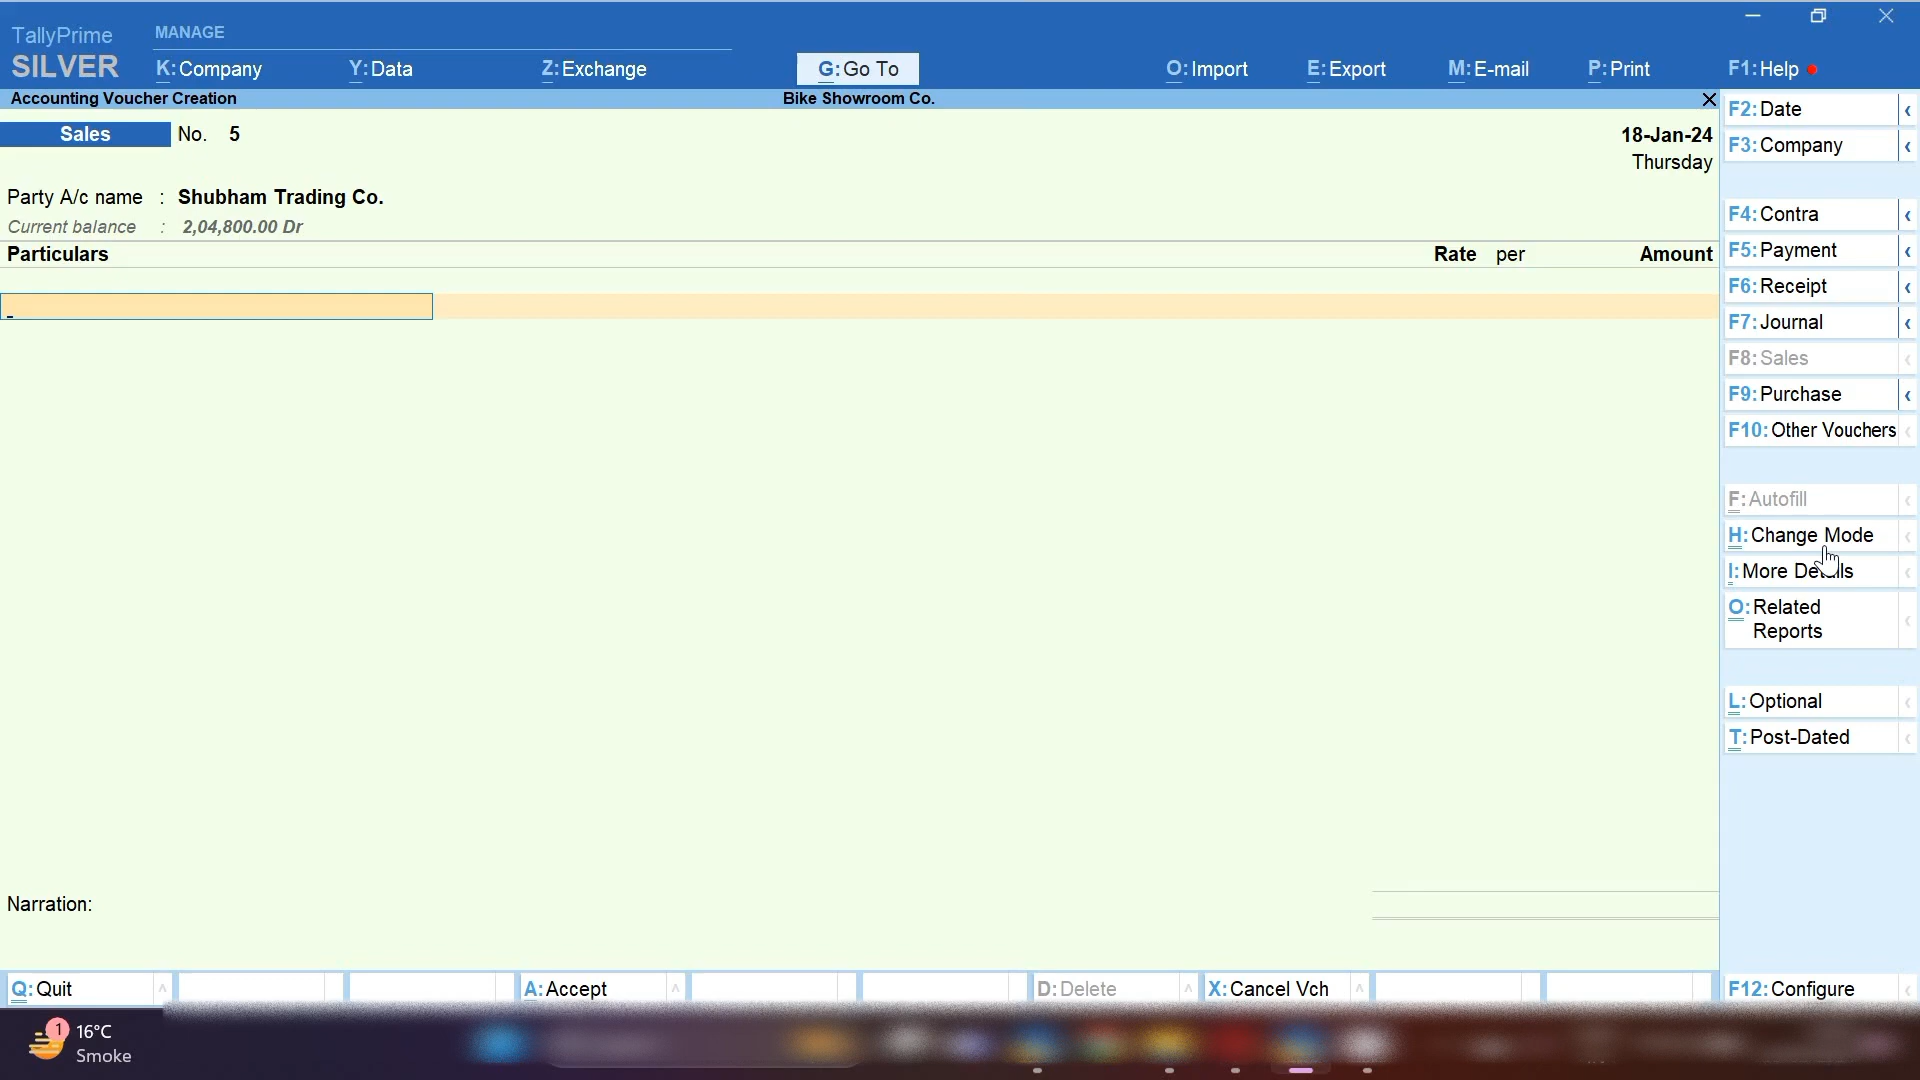 TallyPrime
SILVER
MANAGE
K:Company
Y:Data
Z:Exchange
G:Go To
O:Import
E:Export
M:E-mail
P:Print
F1:Help
Accounting Voucher Creation
Bike Showroom Co.
Sales No. 5
18-Jan-24
Thursday
Party A/c name : Shubham Trading Co.
Current balance : 2,04,800.00 Dr
Particulars Rate per Amount
Narration:
F2:Date
F3:Company
F4:Contra
F5:Payment
F6:Receipt
F7:Journal
F8:Sales
F9:Purchase
F10:Other Vouchers
F:Autofill
H:Change Mode
I:More Details
O:Related
Reports
L:Optional
T:Post-Dated
Q:Quit
A:Accept
D:Delete
X:Cancel Vch
F12:Configure
1
16°C
Smoke